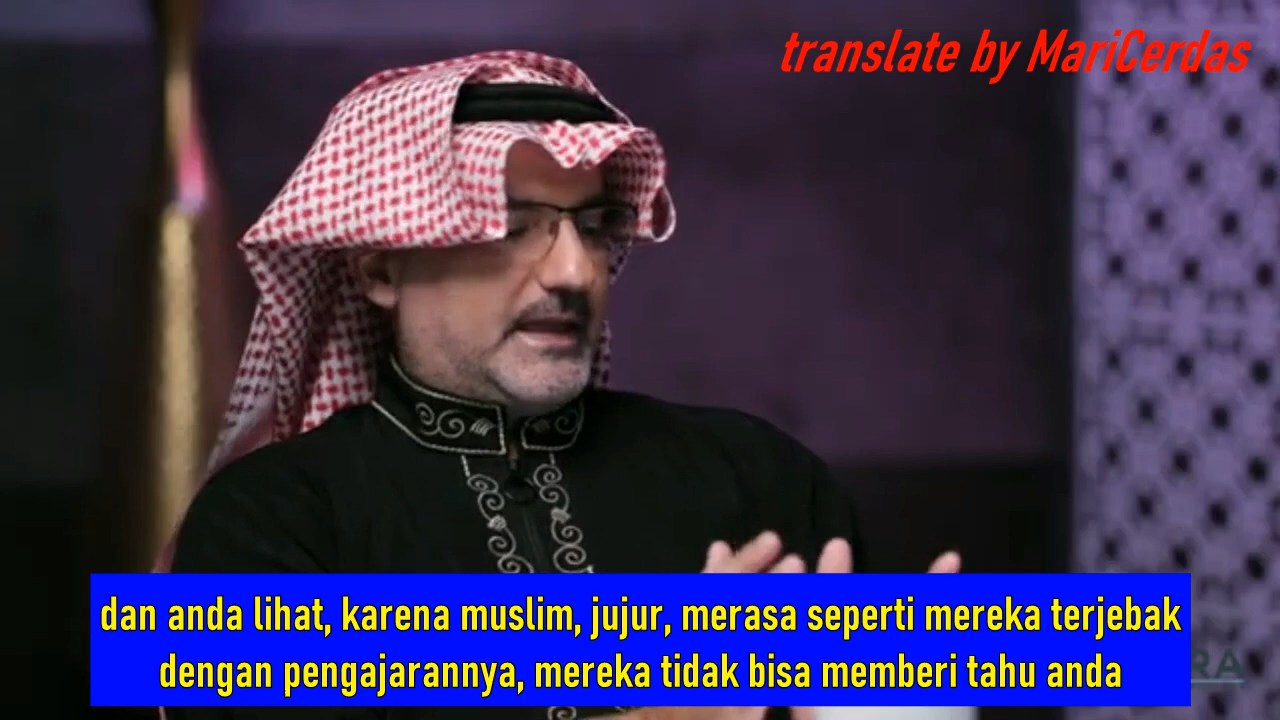 translate by MariCerdas
dan anda lihat, karena muslim, jujur, merasa seperti mereka terjebak
dengan pengajarannya, mereka tidak bisa memberi tahu anda